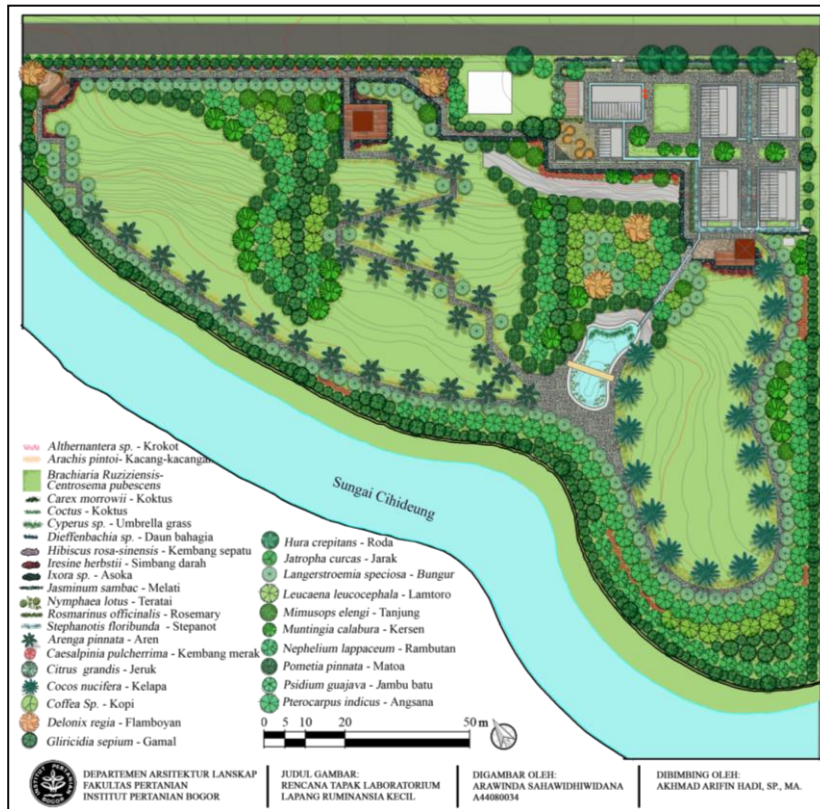 Sungai Cihideung
Althernantera sp. - Krokot
Arachis pintoi- Kacang-kacangan
Brachiaria Ruziziensis-
Centrosema pubescens
Carex morrowii - Koktus
Coctus - Koktus
Cyperus sp. - Umbrella grass
Dieffenbachia sp. - Daun bahagia
Hibiscus rosa-sinensis - Kembang sepatu
Iresine herbstii - Simbang darah
Ixora sp. - Asoka
Jasminum sambac - Melati
Nymphaea lotus - Teratai
Rosmarinus officinalis - Rosemary
Stephanotis floribunda - Stepanot
Arenga pinnata - Aren
Caesalpinia pulcherrima - Kembang merak
Citrus grandis - Jeruk
Cocos nucifera - Kelapa
Coffea Sp. - Kopi
Delonix regia - Flamboyan
Gliricidia sepium - Gamal
Hura crepitans - Roda
Jatropha curcas - Jarak
Langerstroemia speciosa - Bungur
Leucaena leucocephala - Lamtoro
Mimusops elengi - Tanjung
Muntingia calabura - Kersen
Nephelium lappaceum - Rambutan
Pometia pinnata - Matoa
Psidium guajava - Jambu batu
Pterocarpus indicus - Angsana
0 5 10 20 50 m
INSTITUT PERTANIAN
BOGOR
DEPARTEMEN ARSITEKTUR LANSKAP
FAKULTAS PERTANIAN
INSTITUT PERTANIAN BOGOR
JUDUL GAMBAR:
RENCANA TAPAK LABORATORIUM
LAPANG RUMINANSIA KECIL
DIGAMBAR OLEH:
ARAWINDA SAHAWIDHIWIDANA
A44080034
DIBIMBING OLEH:
AKHMAD ARIFIN HADI, SP., MA.